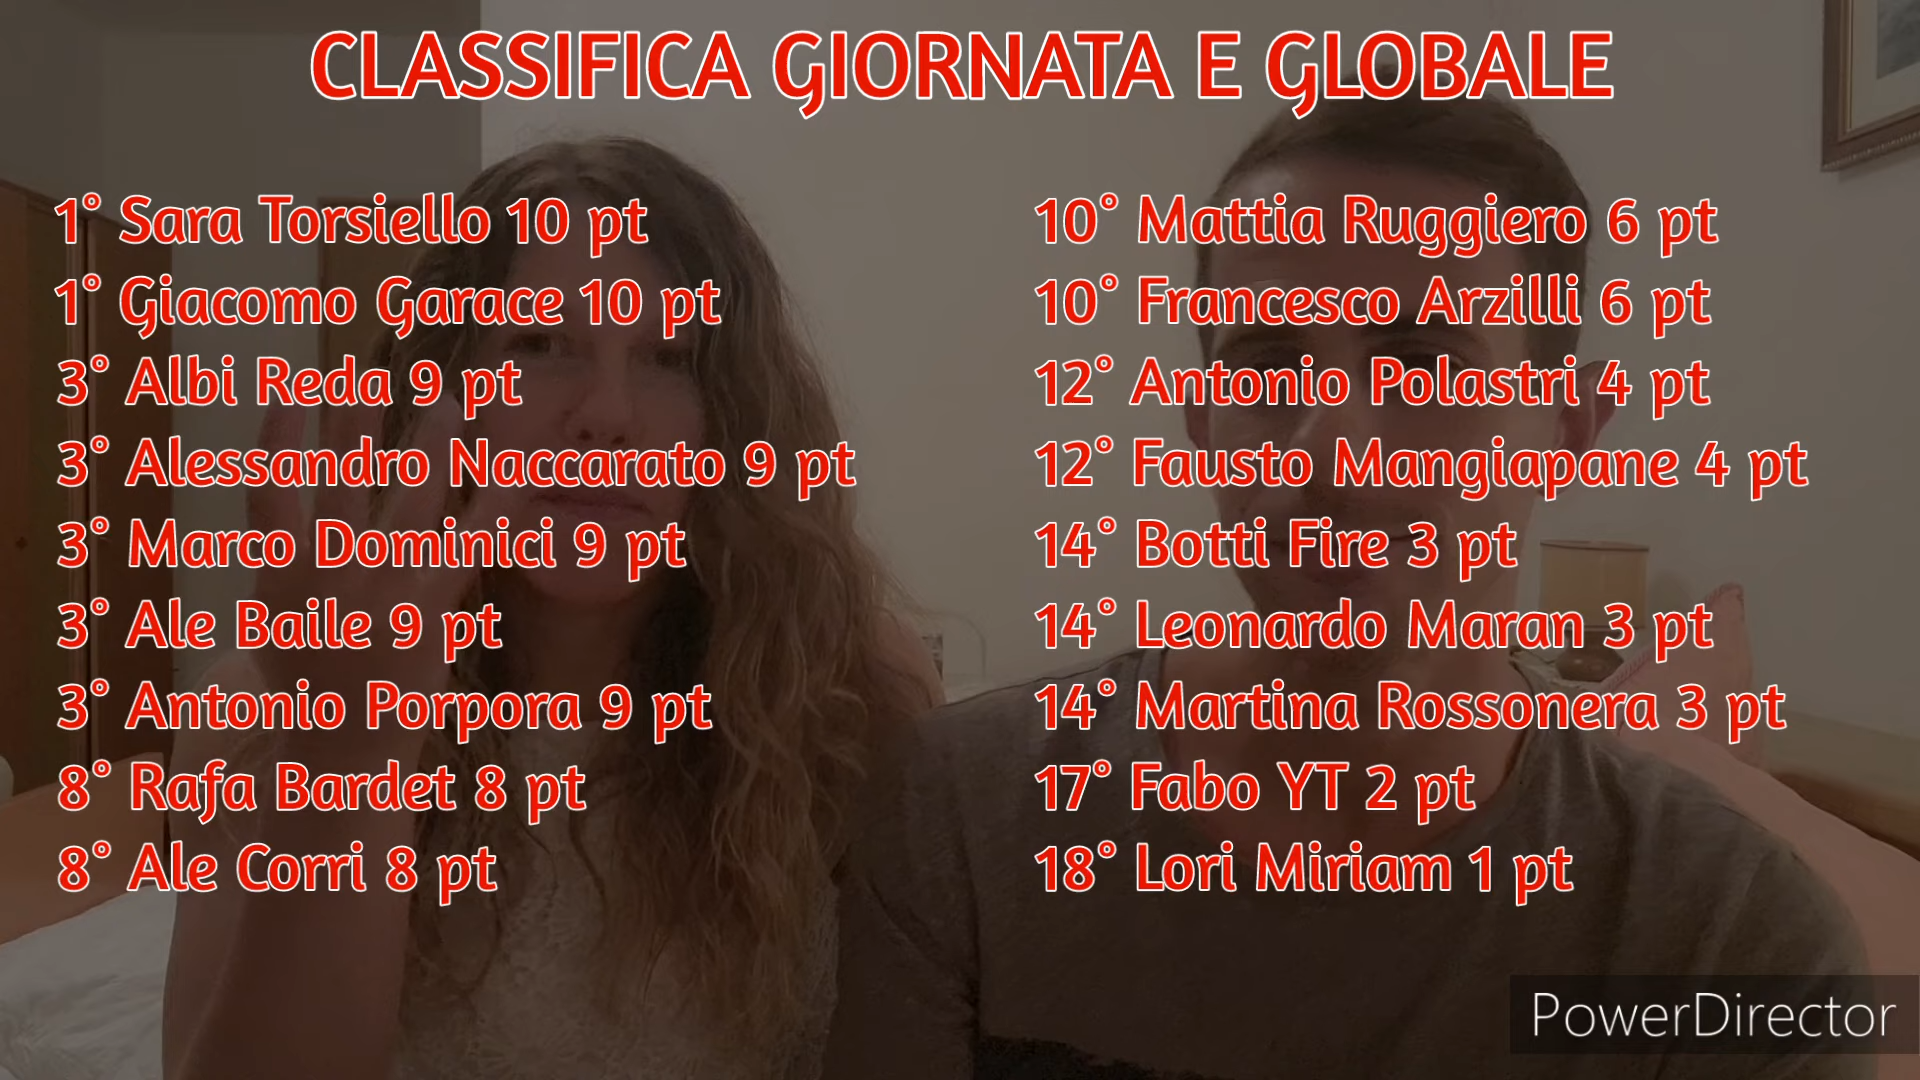 CLASSIFICA GIORNATA E GLOBALE
1° Sara Torsiello 10 pt
1° Giacomo Garace 10 pt
3° Albi Reda 9 pt
3° Alessandro Naccarato 9 pt
3° Marco Dominici 9 pt
3° Ale Baile 9 pt
3° Antonio Porpora 9 pt
8° Rafa Bardet 8 pt
8° Ale Corri 8 pt
10° Mattia Ruggiero 6 pt
10° Francesco Arzilli 6 pt
12° Antonio Polastri 4 pt
12° Fausto Mangiapane 4 pt
14° Botti Fire 3 pt
14° Leonardo Maran 3 pt
14° Martina Rossonera 3 pt
17° Fabo YT 2 pt
18° Lori Miriam 1 pt
PowerDirector